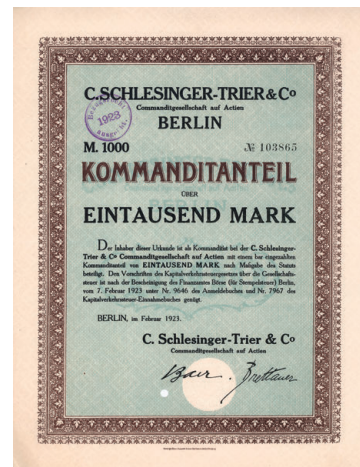 C. SCHLESINGER-TRIER & Co
Commanditgesellschaft auf Actien
BERLIN
1923
M. 1000
№ 103865
KOMMANDITANTEIL
ÜBER
EINTAUSEND MARK
Der Inhaber dieser Urkunde ist als Kommanditist bei der C. Schlesinger-
Trier & Co Commanditgesellschaft auf Actien mit einem bar eingezahlten
Kommanditanteil von EINTAUSEND MARK nach Maßgabe des Statuts
beteiligt. Den Vorschriften des Kapitalverkehrsteuergesetzes über die Gesellschafts-
steuer ist nach der Bescheinigung des Finanzamtes Börse (für Stempelsteuer) Berlin,
vom 7. Februar 1923 unter Nr. 9646 des Anmeldebuches und Nr. 7967 des
Kapitalverkehrsteuer-Einnahmebuches genügt.
BERLIN, im Februar 1923.
C. Schlesinger-Trier & Co
Commanditgesellschaft auf Actien